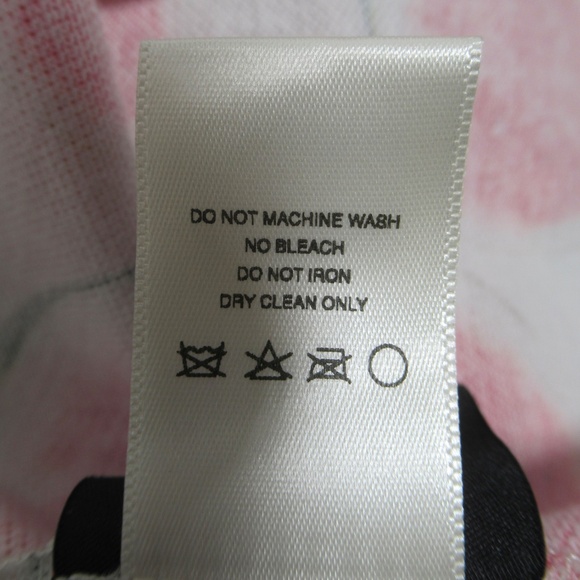 DO NOT MACHINE WASH
NO BLEACH
DO NOT IRON
DRY CLEAN ONLY